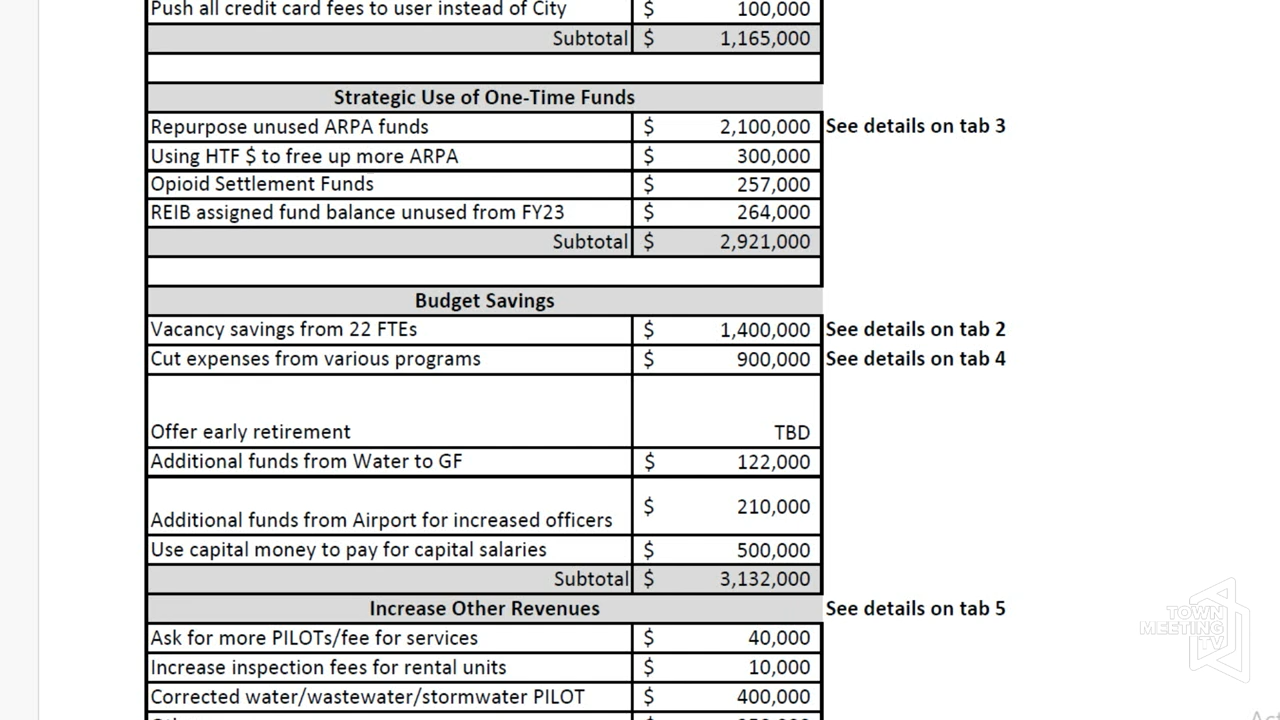 Push all credit card fees to user instead of City $ 100,000
Subtotal $ 1,165,000
Strategic Use of One-Time Funds
Repurpose unused ARPA funds $ 2,100,000 See details on tab 3
Using HTF $ to free up more ARPA $ 300,000
Opioid Settlement Funds $ 257,000
REIB assigned fund balance unused from FY23 $ 264,000
Subtotal $ 2,921,000
Budget Savings
Vacancy savings from 22 FTEs $ 1,400,000 See details on tab 2
Cut expenses from various programs $ 900,000 See details on tab 4
Offer early retirement TBD
Additional funds from Water to GF $ 122,000
Additional funds from Airport for increased officers $ 210,000
Use capital money to pay for capital salaries $ 500,000
Subtotal $ 3,132,000
Increase Other Revenues See details on tab 5
Ask for more PILOTs/fee for services $ 40,000
Increase inspection fees for rental units $ 10,000
Corrected water/wastewater/stormwater PILOT $ 400,000
TOWN
MEETING
TV